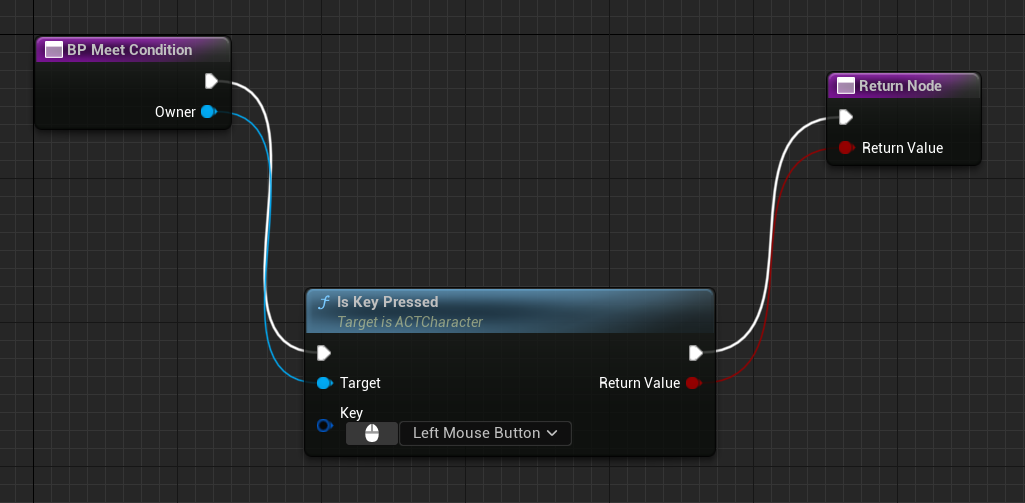 BP Meet Condition
Owner
Return Node
Return Value
f Is Key Pressed
Target is ACTCharacter
Target
Return Value
Key
Left Mouse Button